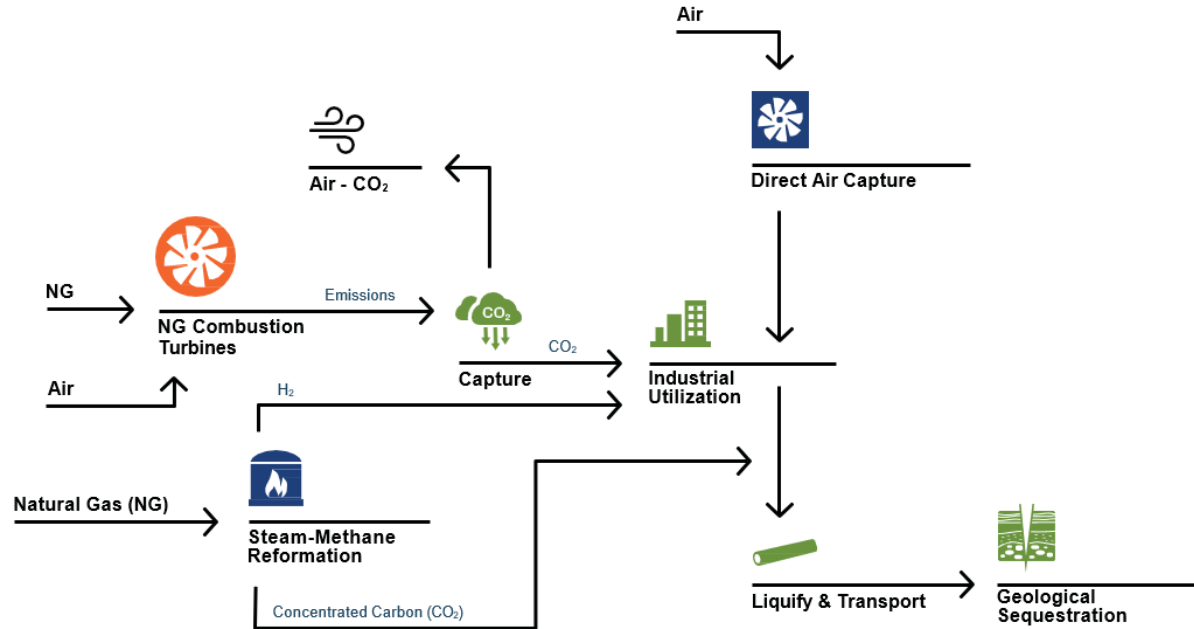 Air
Direct Air Capture
Air - CO₂
NG
Emissions
NG Combustion
Turbines
CO₂
CO₂
Capture
Industrial
Utilization
Air
H₂
Natural Gas (NG)
Steam-Methane
Reformation
Concentrated Carbon (CO₂)
Liquify & Transport
Geological
Sequestration